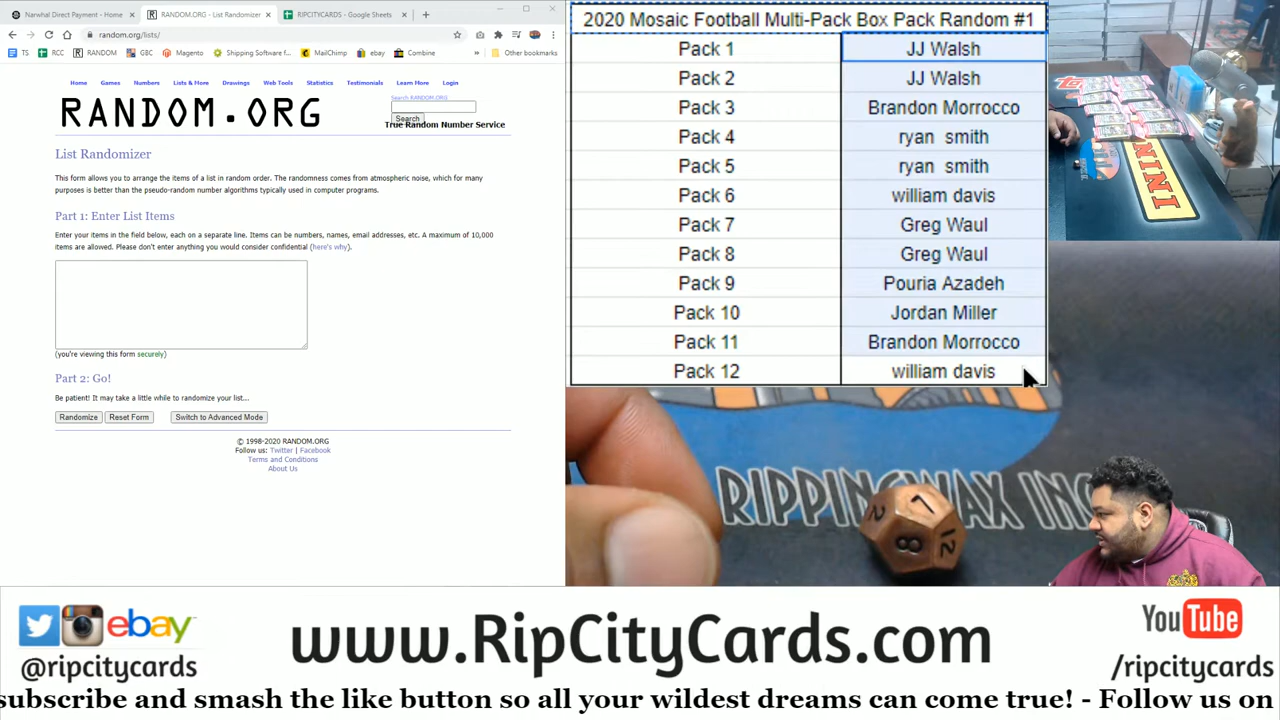 Narwhal Direct Payment - Home
RANDOM.ORG - List Randomizer
RIPCITYCARDS - Google Sheets
random.org/lists/
TS RCC RANDOM GBC Magento Shipping Software f... MailChimp ebay Combine Other bookmarks
Home Games Numbers Lists & More Drawings Web Tools Statistics Testimonials Learn More Login
Search RANDOM.ORG
RANDOM.ORG
Search
True Random Number Service
List Randomizer
This form allows you to arrange the items of a list in random order. The randomness comes from atmospheric noise, which for many
purposes is better than the pseudo-random number algorithms typically used in computer programs.
Part 1: Enter List Items
Enter your items in the field below, each on a separate line. Items can be numbers, names, email addresses, etc. A maximum of 10,000
items are allowed. Please don't enter anything you would consider confidential (here's why).
(you're viewing this form securely)
Part 2: Go!
Be patient! It may take a little while to randomize your list...
Randomize Reset Form Switch to Advanced Mode
© 1998-2020 RANDOM.ORG
Follow us: Twitter | Facebook
Terms and Conditions
About Us
2020 Mosaic Football Multi-Pack Box Pack Random #1
Pack 1 JJ Walsh
Pack 2 JJ Walsh
Pack 3 Brandon Morrocco
Pack 4 ryan smith
Pack 5 ryan smith
Pack 6 william davis
Pack 7 Greg Waul
Pack 8 Greg Waul
Pack 9 Pouria Azadeh
Pack 10 Jordan Miller
Pack 11 Brandon Morrocco
Pack 12 william davis
RIPPINGWAX INC
7
2
8
12
ebay
@ripcitycards
www.RipCityCards.com
YouTube
/ripcitycards
subscribe and smash the like button so all your wildest dreams can come true! - Follow us on